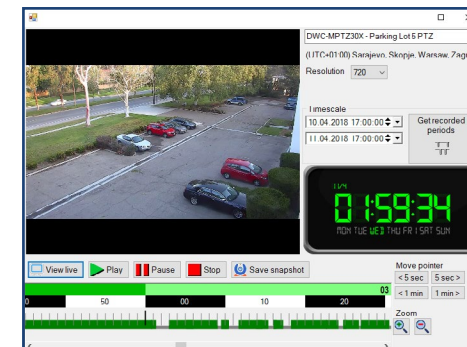 DWC-MPTZ30X - Parking Lot 5 PTZ
(UTC+01:00) Sarajevo, Skopje, Warsaw, Zag
Resolution 720
Timescale
10.04.2018 17:00:00
11.04.2018 17:00:00
Get recorded periods
11/4
01:59:34
MON TUE WED THU FRI SAT SUN
View live Play Pause Stop Save snapshot
Move pointer
< 5 sec 5 sec >
< 1 min 1 min >
03
0 50 00 10 20
Zoom